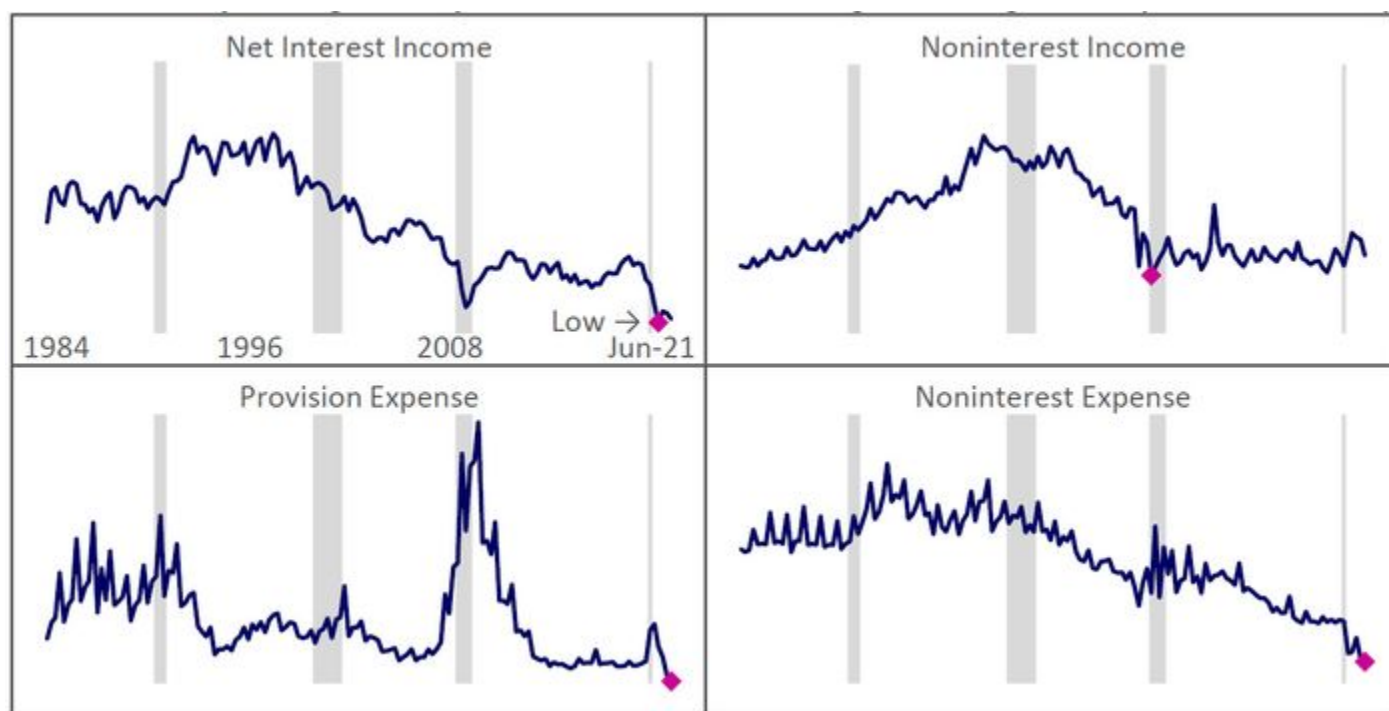 Net Interest Income
Noninterest Income
Low →
1984 1996 2008 Jun-21
Provision Expense
Noninterest Expense